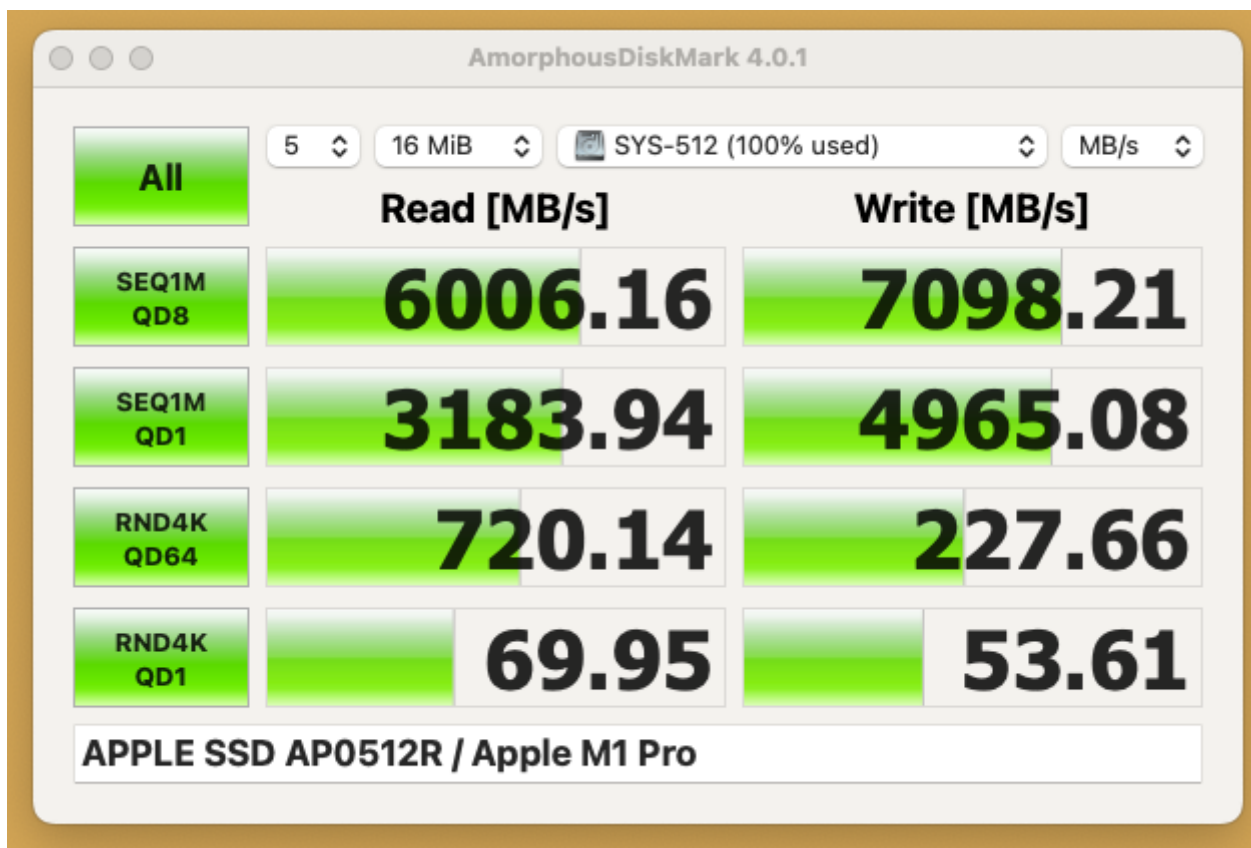 AmorphousDiskMark 4.0.1
All
5 16 MiB SYS-512 (100% used) MB/s
Read [MB/s] Write [MB/s]
SEQ1M
QD8
6006.16 7098.21
SEQ1M
QD1
3183.94 4965.08
RND4K
QD64
720.14 227.66
RND4K
QD1
69.95 53.61
APPLE SSD AP0512R / Apple M1 Pro